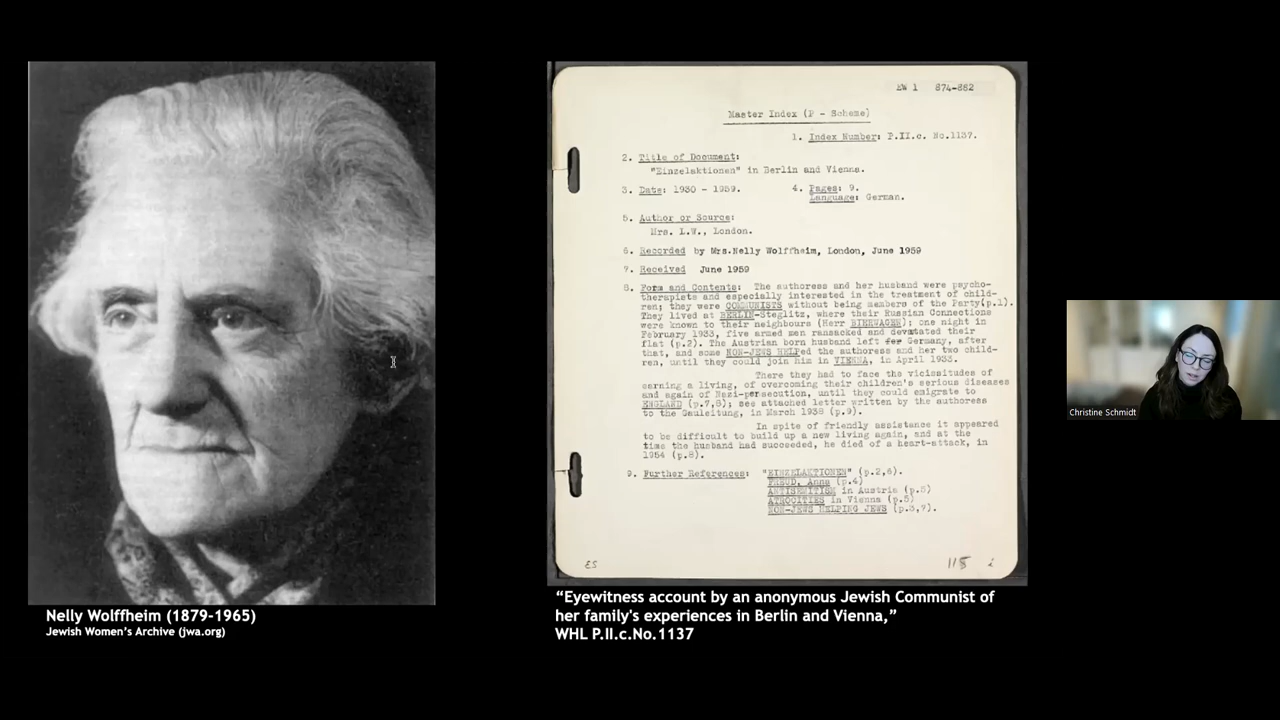 EW 1 874-882
Master Index (P - Scheme)
1. Index Number: P.II.c. No.1137.
2. Title of Document:
"Einzelaktionen" in Berlin and Vienna.
3. Date: 1930 - 1959. 4. Pages: 9.
Language: German.
5. Author or Source:
Mrs. L.W., London.
6. Recorded by Mrs.Nelly Wolffheim, London, June 1959
7. Received June 1959
8. Form and Contents: The authoress and her husband were psycho-
therapists and especially interested in the treatment of child-
ren; they were COMMUNISTS without being members of the Party(p.1).
They lived at BERLIN-Steglitz, where their Russian Connections
were known to their neighbours (Herr BIERWAGEN); one night in
February 1933, five armed men ransacked and devastated their
flat (p.2). The Austrian born husband left for Germany, after
that, and some NON-JEWS HELPed the authoress and her two child-
ren, until they could join him in VIENNA, in April 1933.
There they had to face the vicissitudes of
earning a living, of overcoming their children's serious diseases
and again of Nazi-persecution, until they could emigrate to
ENGLAND (p.7,8); see attached letter written by the authoress
to the Gauleitung, in March 1938 (p.9).
In spite of friendly assistance it appeared
to be difficult to build up a new living again, and at the
time the husband had succeeded, he died of a heart-attack, in
1954 (p.8).
9. Further References: "EINZELAKTIONEN" (p.2,6).
FREUD, Anna (p.4)
ANTISEMITISM in Austria (p.5)
ATROCITIES in Vienna (p.5)
NON-JEWS HELPING JEWS (p.3,7).
ES
Nelly Wolffheim (1879-1965)
Jewish Women's Archive (jwa.org)
“Eyewitness account by an anonymous Jewish Communist of
her family's experiences in Berlin and Vienna,”
WHL P.II.c.No.1137
Christine Schmidt